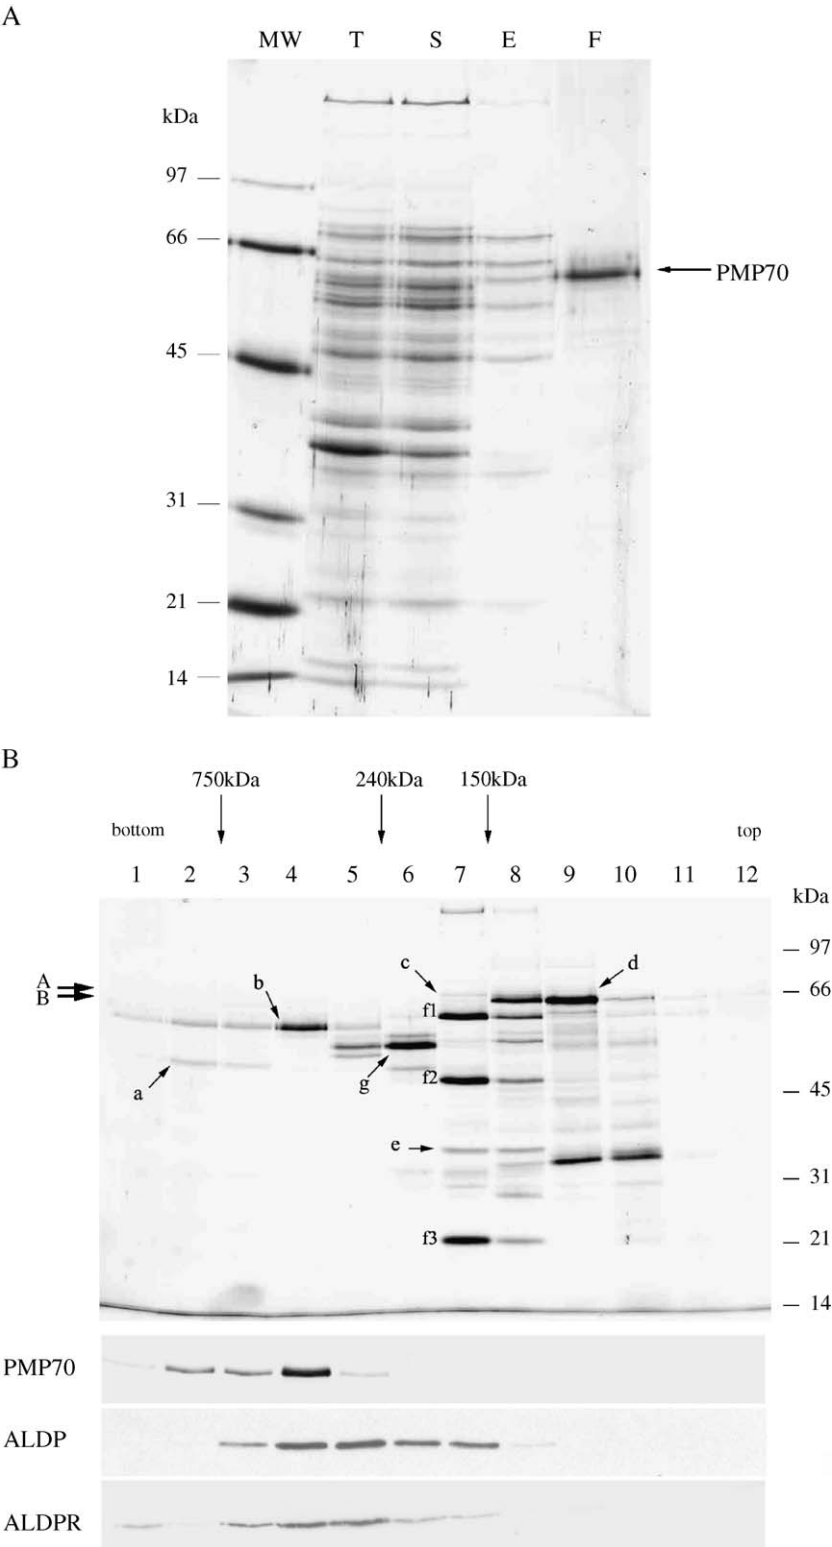 A
MW T S E F
kDa
97
66
PMP70
45
31
21
14
B
750kDa 240kDa 150kDa
bottom top
1 2 3 4 5 6 7 8 9 10 11 12
kDa
97
A c d
b 66
B
f1
g
a f2
45
e
31
f3 21
14
PMP70
ALDP
ALDPR